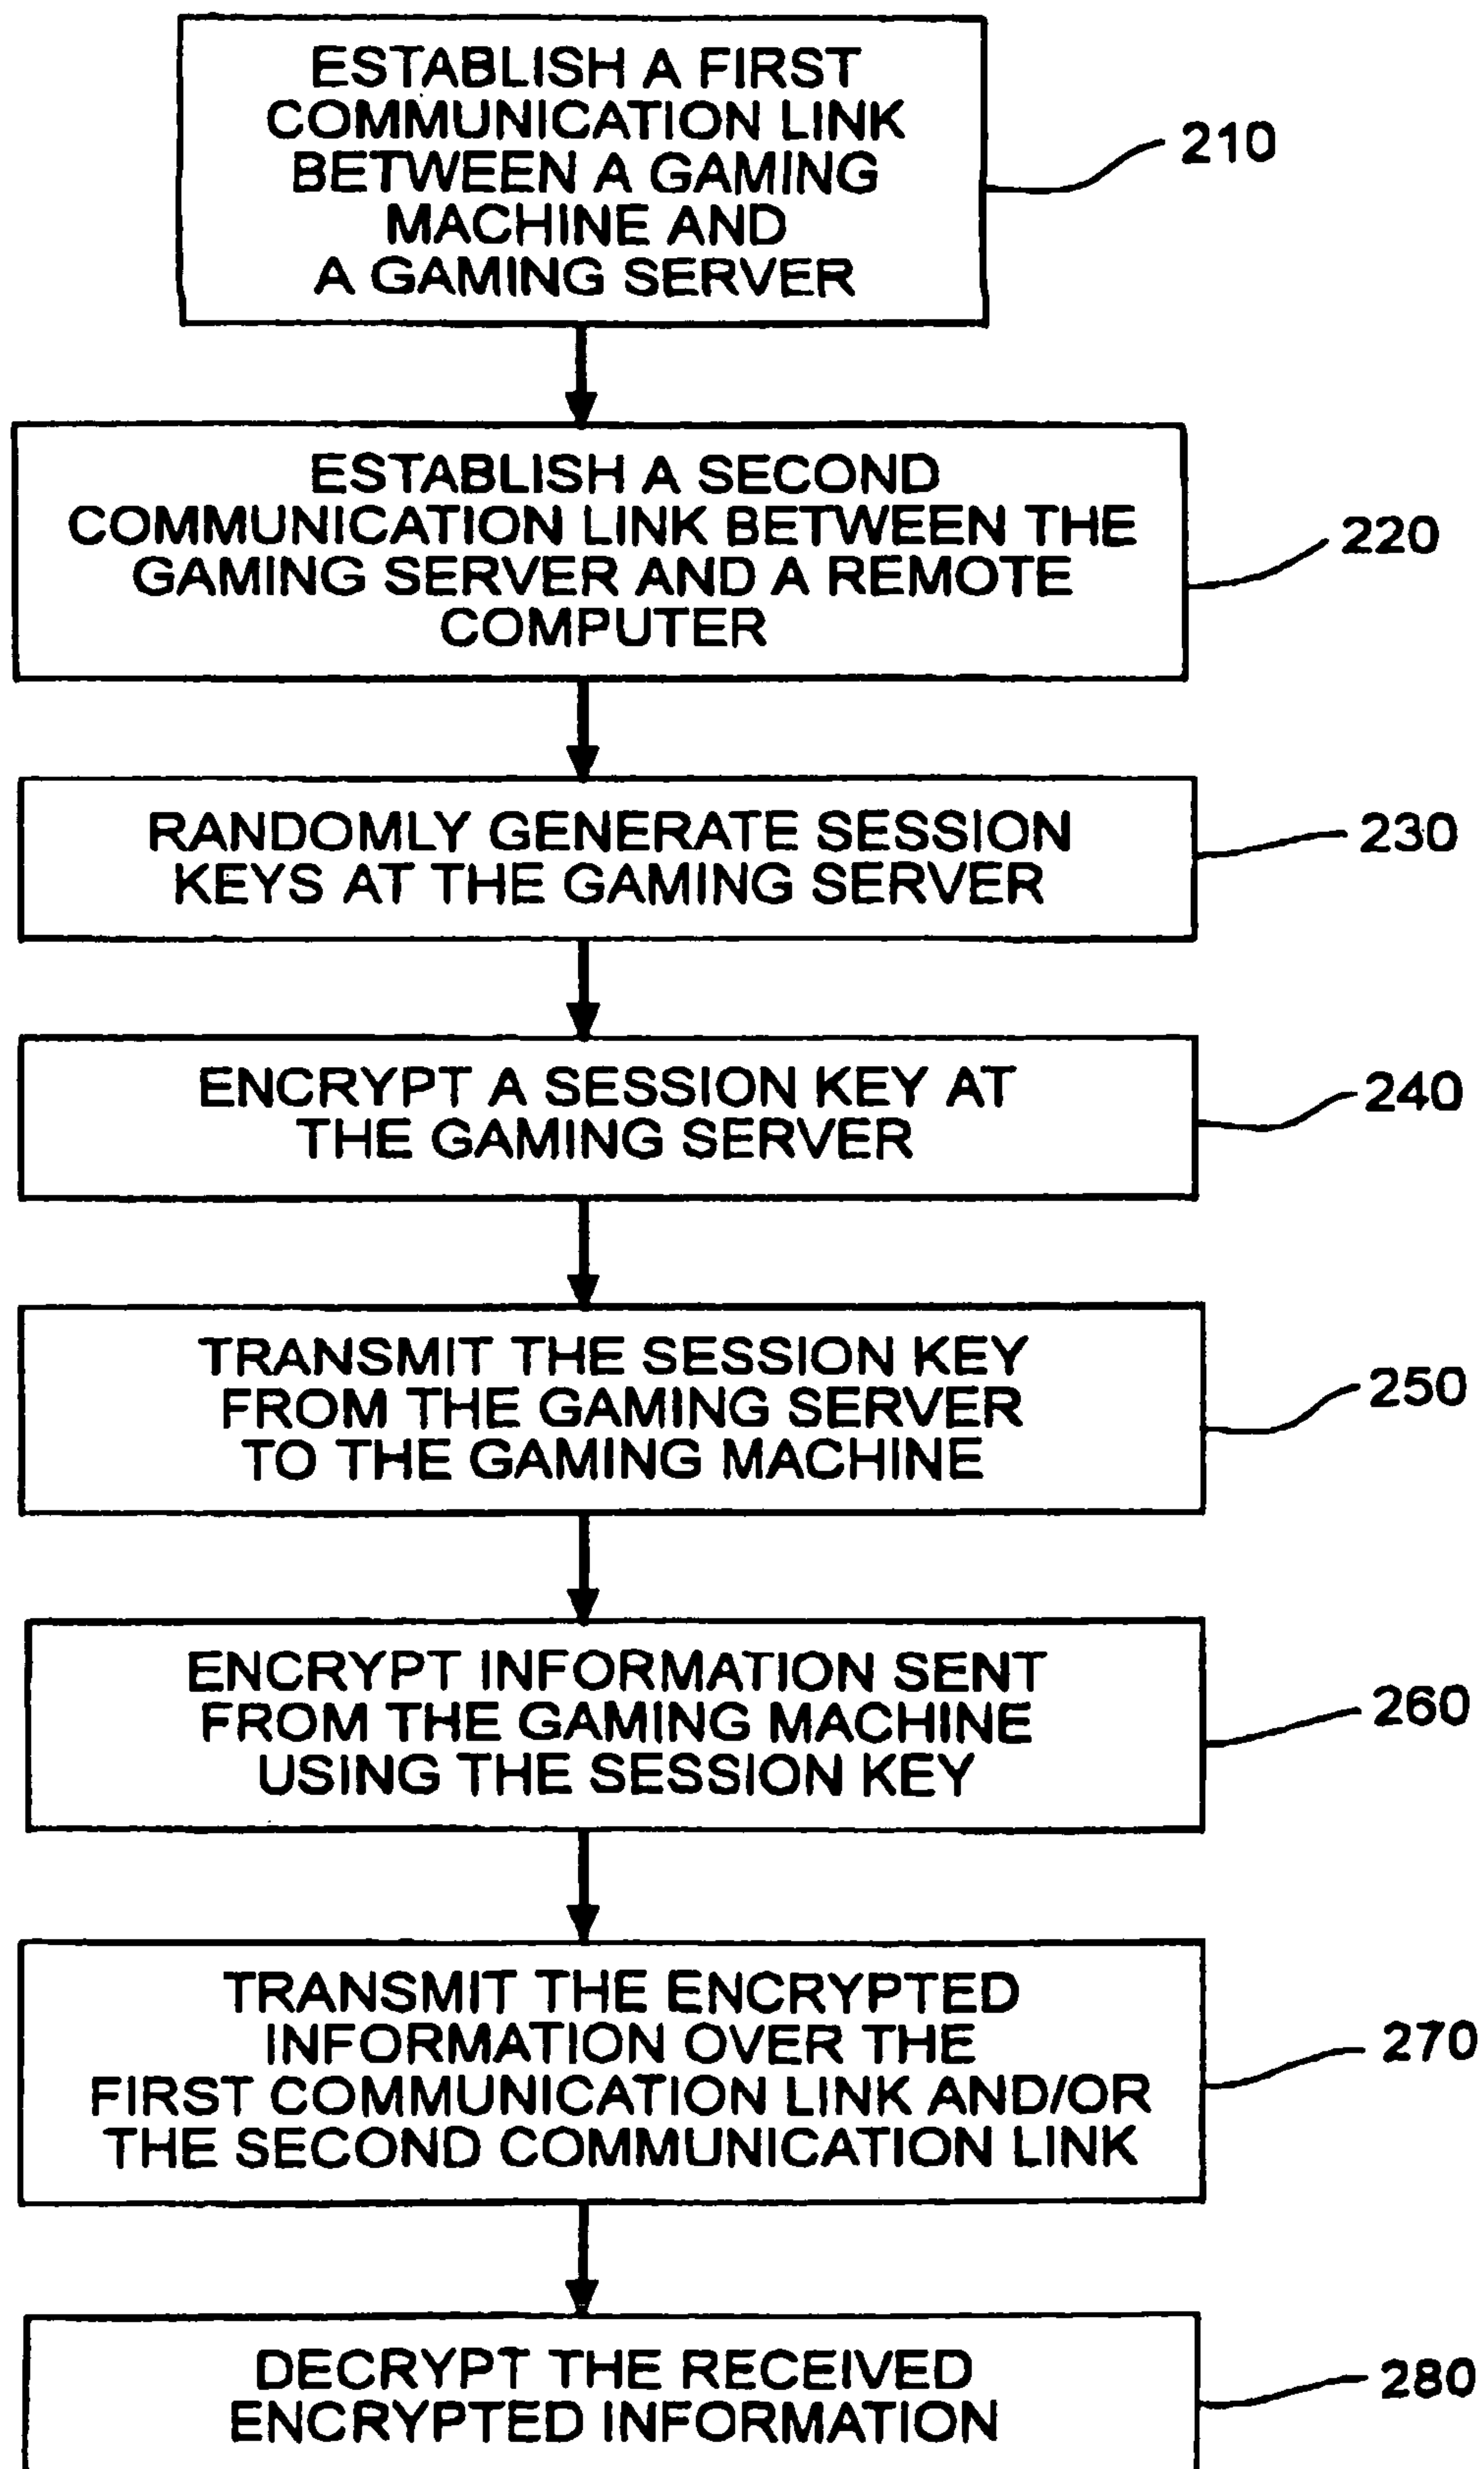 ESTABLISH A FIRST
COMMUNICATION LINK
BETWEEN A GAMING
MACHINE AND
A GAMING SERVER
210
ESTABLISH A SECOND
COMMUNICATION LINK BETWEEN THE
GAMING SERVER AND A REMOTE
COMPUTER
220
RANDOMLY GENERATE SESSION
KEYS AT THE GAMING SERVER
230
ENCRYPT A SESSION KEY AT
THE GAMING SERVER
240
TRANSMIT THE SESSION KEY
FROM THE GAMING SERVER
TO THE GAMING MACHINE
250
ENCRYPT INFORMATION SENT
FROM THE GAMING MACHINE
USING THE SESSION KEY
260
TRANSMIT THE ENCRYPTED
INFORMATION OVER THE
FIRST COMMUNICATION LINK AND/OR
THE SECOND COMMUNICATION LINK
270
DECRYPT THE RECEIVED
ENCRYPTED INFORMATION
280